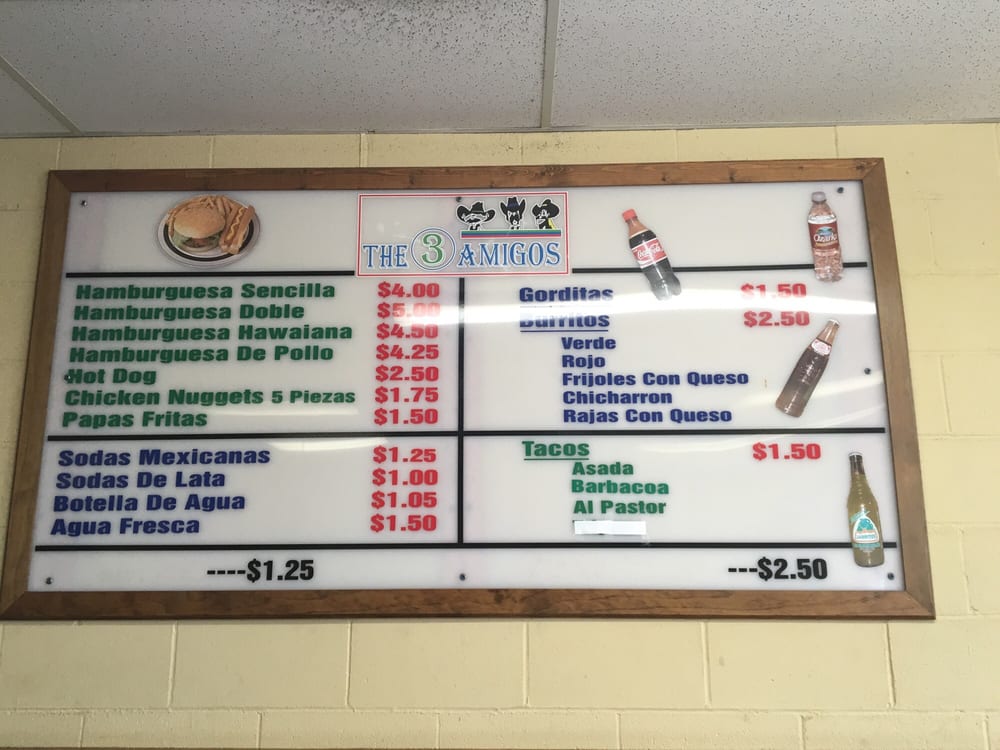 THE 3 AMIGOS
Hamburguesa Sencilla $4.00
Hamburguesa Doble $5.00
Hamburguesa Hawaiana $4.50
Hamburguesa De Pollo $4.25
Hot Dog $2.50
Chicken Nuggets 5 Piezas $1.75
Papas Fritas $1.50
Sodas Mexicanas $1.25
Sodas De Lata $1.00
Botella De Agua $1.05
Agua Fresca $1.50
----$1.25
Gorditas $1.50
Burritos $2.50
Verde
Rojo
Frijoles Con Queso
Chicharron
Rajas Con Queso
Tacos $1.50
Asada
Barbacoa
Al Pastor
---$2.50
Coca-Cola
Ozarka